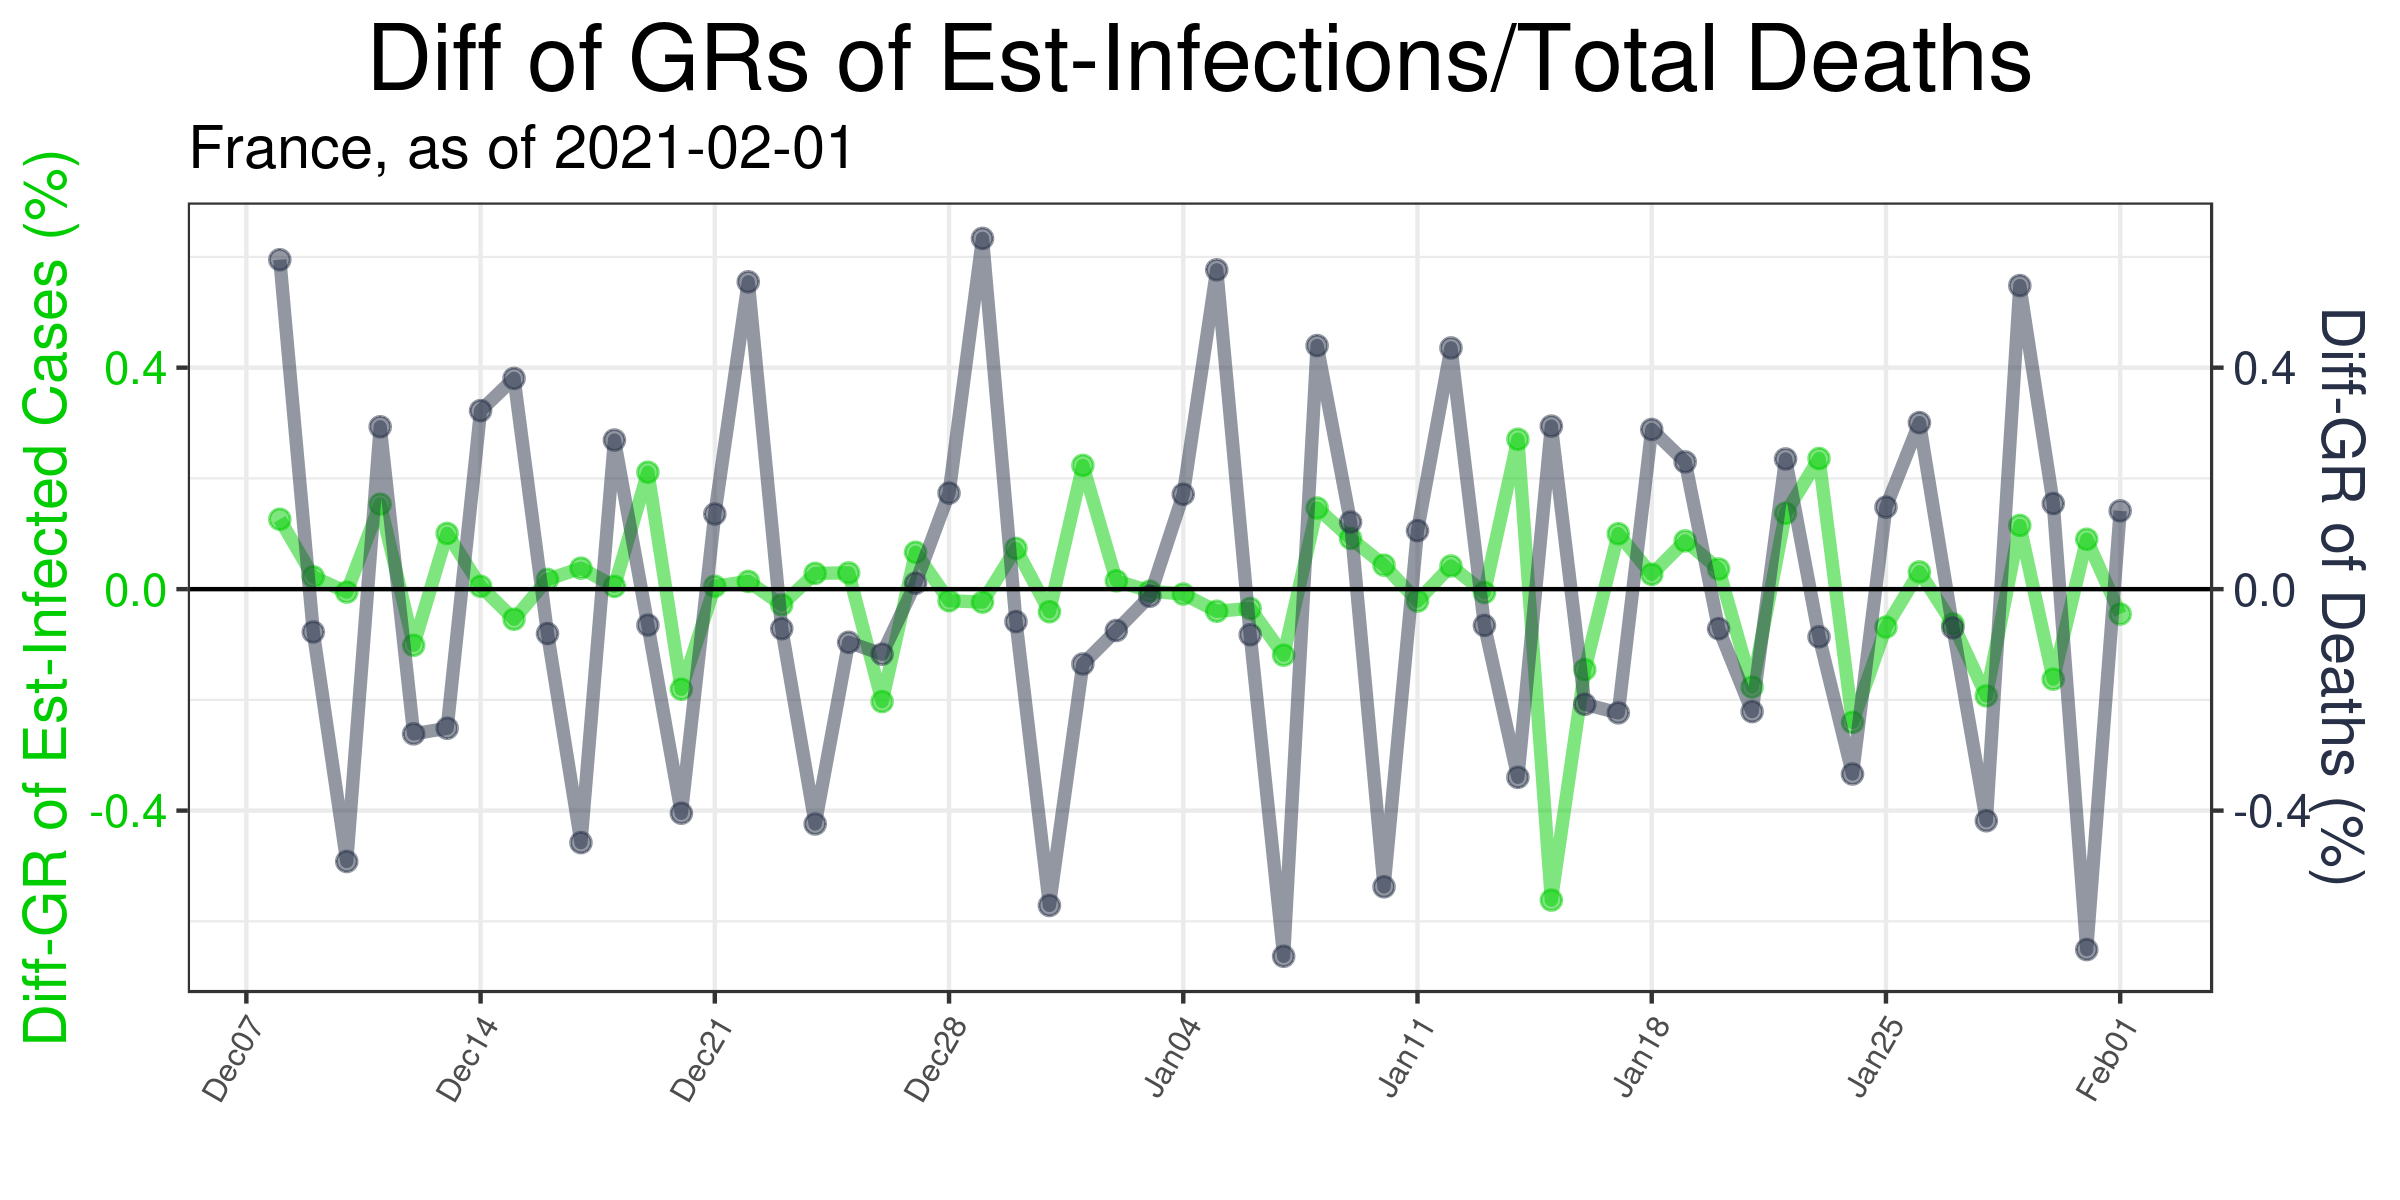 Diff of GRs of Est-Infections/Total Deaths
France, as of 2021-02-01
Diff-GR of Est-Infected Cases (%)
0.4
0.0
-0.4
0.4
0.0
-0.4
Diff-GR of Deaths (%)
Dec07
Dec14
Dec21
Dec28
Jan04
Jan11
Jan18
Jan25
Feb01